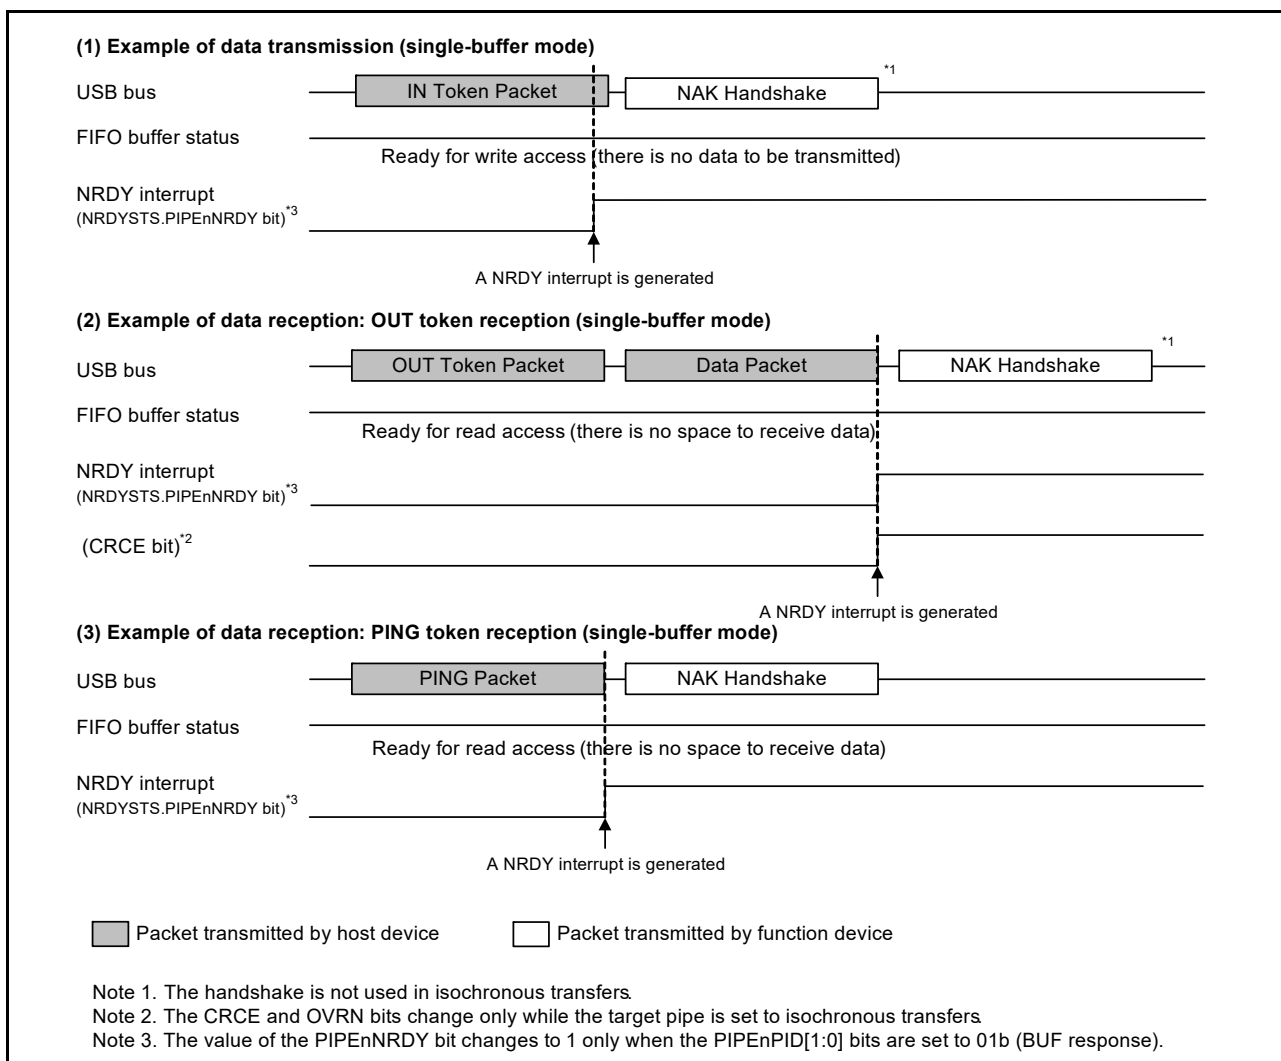 (1) Example of data transmission (single-buffer mode)
*1
USB bus
IN Token Packet
NAK Handshake
FIFO buffer status
Ready for write access (there is no data to be transmitted)
NRDY interrupt
(NRDYSTS.PIPEnNRDY bit)*3
A NRDY interrupt is generated
(2) Example of data reception: OUT token reception (single-buffer mode)
*1
USB bus
OUT Token Packet
Data Packet
NAK Handshake
FIFO buffer status
Ready for read access (there is no space to receive data)
NRDY interrupt
(NRDYSTS.PIPEnNRDY bit)*3
(CRCE bit)*2
A NRDY interrupt is generated
(3) Example of data reception: PING token reception (single-buffer mode)
USB bus
PING Packet
NAK Handshake
FIFO buffer status
Ready for read access (there is no space to receive data)
NRDY interrupt
(NRDYSTS.PIPEnNRDY bit)*3
A NRDY interrupt is generated
Packet transmitted by host device
Packet transmitted by function device
Note 1. The handshake is not used in isochronous transfers.
Note 2. The CRCE and OVRN bits change only while the target pipe is set to isochronous transfers.
Note 3. The value of the PIPEnNRDY bit changes to 1 only when the PIPEnPID[1:0] bits are set to 01b (BUF response).